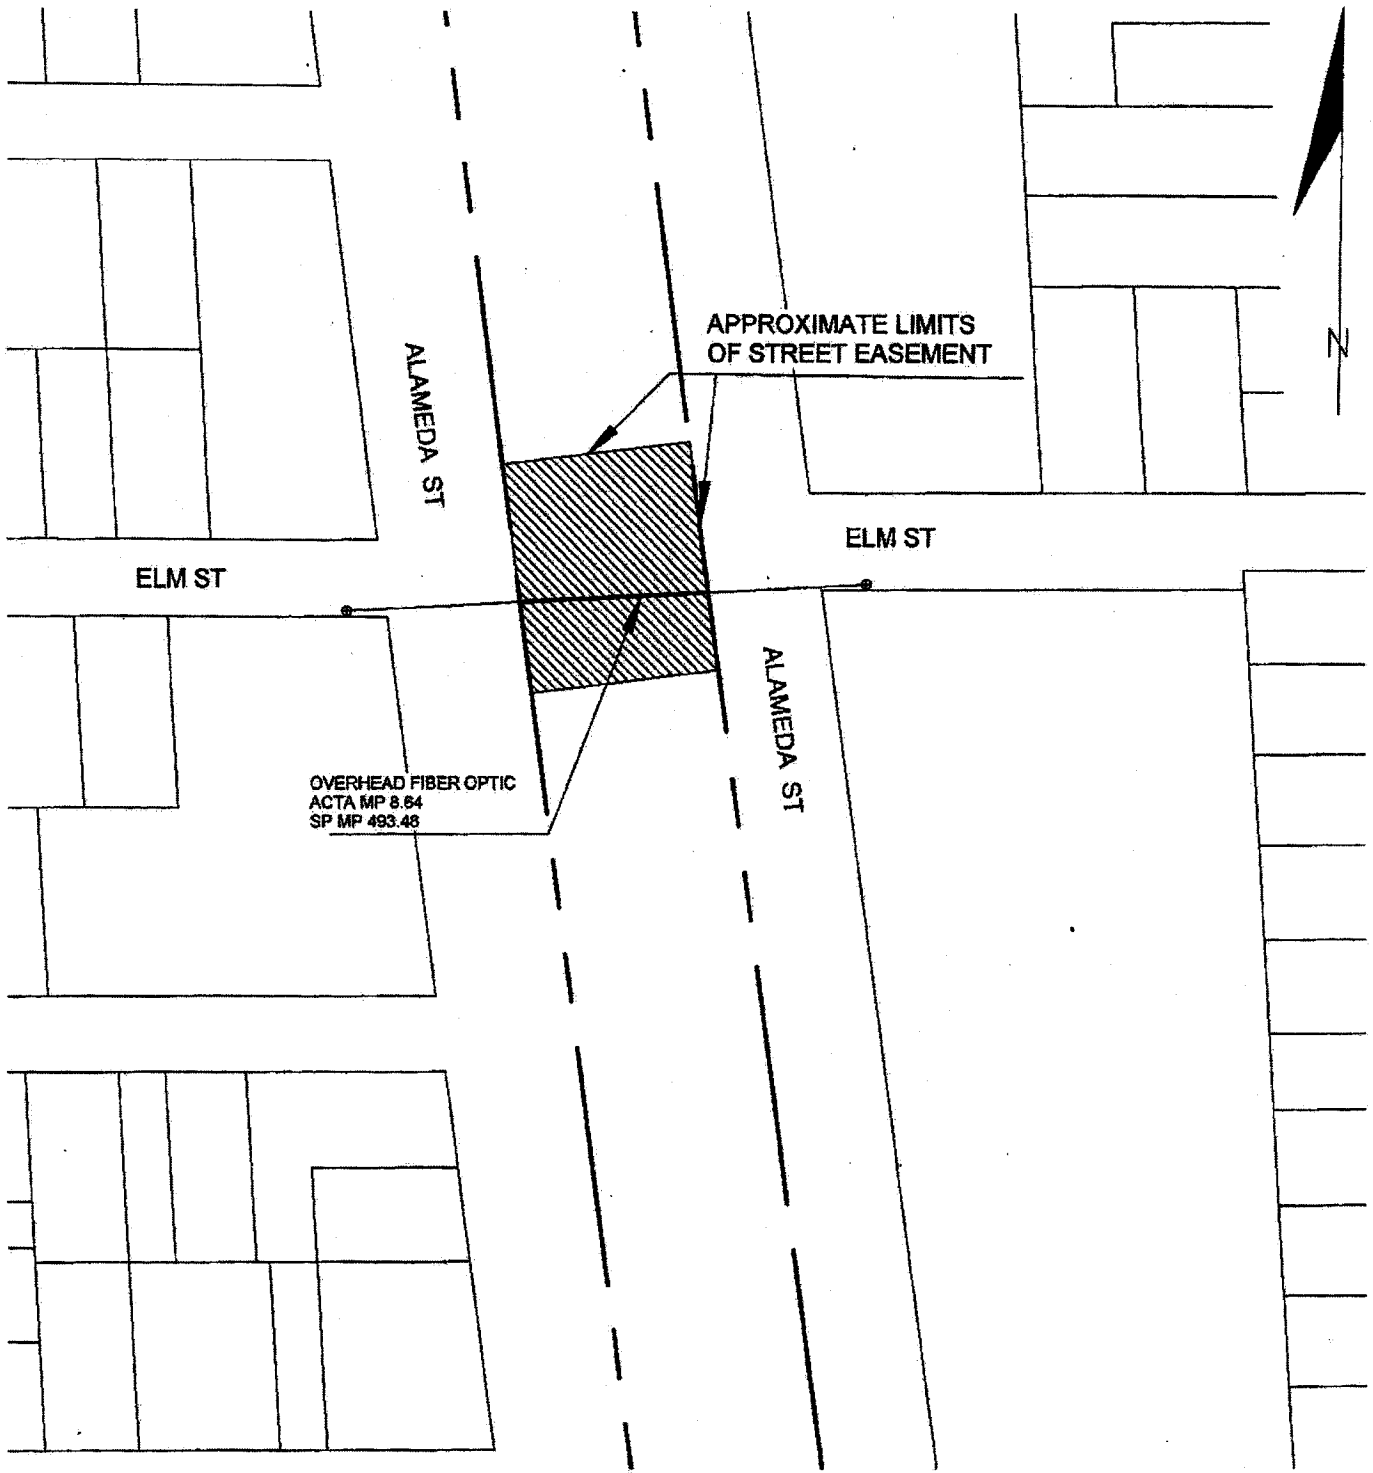 N
APPROXIMATE LIMITS
OF STREET EASEMENT
ALAMEDA ST
ELM ST
ELM ST
ALAMEDA ST
OVERHEAD FIBER OPTIC
ACTA MP 8.64
SP MP 493.46